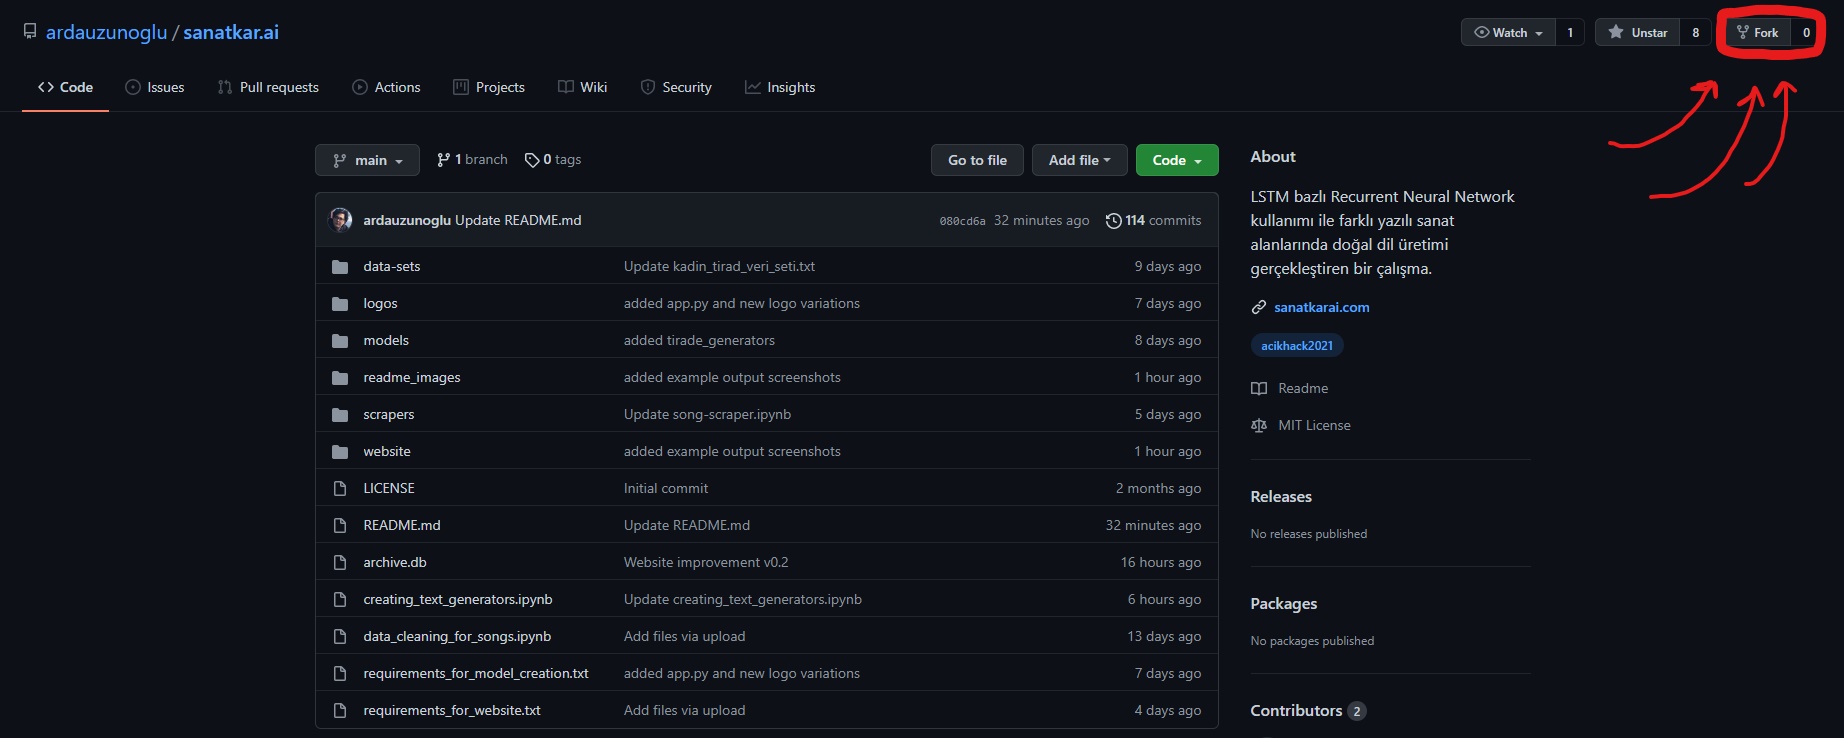 ardauzunoglu / sanatkar.ai
Watch 1 Unstar 8 Fork 0
Code Issues Pull requests Actions Projects Wiki Security Insights
main 1 branch 0 tags Go to file Add file Code
ardauzunoglu Update README.md 080cd6a 32 minutes ago 114 commits
data-sets Update kadin_tirad_veri_seti.txt 9 days ago
logos added app.py and new logo variations 7 days ago
models added tirade_generators 8 days ago
readme_images added example output screenshots 1 hour ago
scrapers Update song-scraper.ipynb 5 days ago
website added example output screenshots 1 hour ago
LICENSE Initial commit 2 months ago
README.md Update README.md 32 minutes ago
archive.db Website improvement v0.2 16 hours ago
creating_text_generators.ipynb Update creating_text_generators.ipynb 6 hours ago
data_cleaning_for_songs.ipynb Add files via upload 13 days ago
requirements_for_model_creation.txt added app.py and new logo variations 7 days ago
requirements_for_website.txt Add files via upload 4 days ago
About
LSTM bazlı Recurrent Neural Network
kullanımı ile farklı yazılı sanat
alanlarında doğal dil üretimi
gerçekleştiren bir çalışma.
sanatkarai.com
acikhack2021
Readme
MIT License
Releases
No releases published
Packages
No packages published
Contributors 2